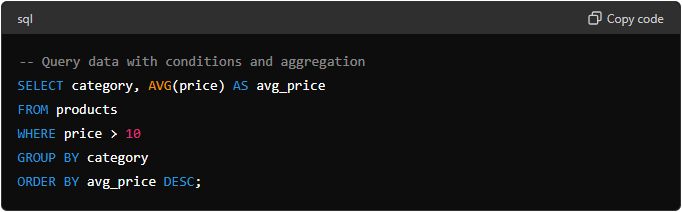 sql
Copy code
-- Query data with conditions and aggregation
SELECT category, AVG(price) AS avg_price
FROM products
WHERE price > 10
GROUP BY category
ORDER BY avg_price DESC;